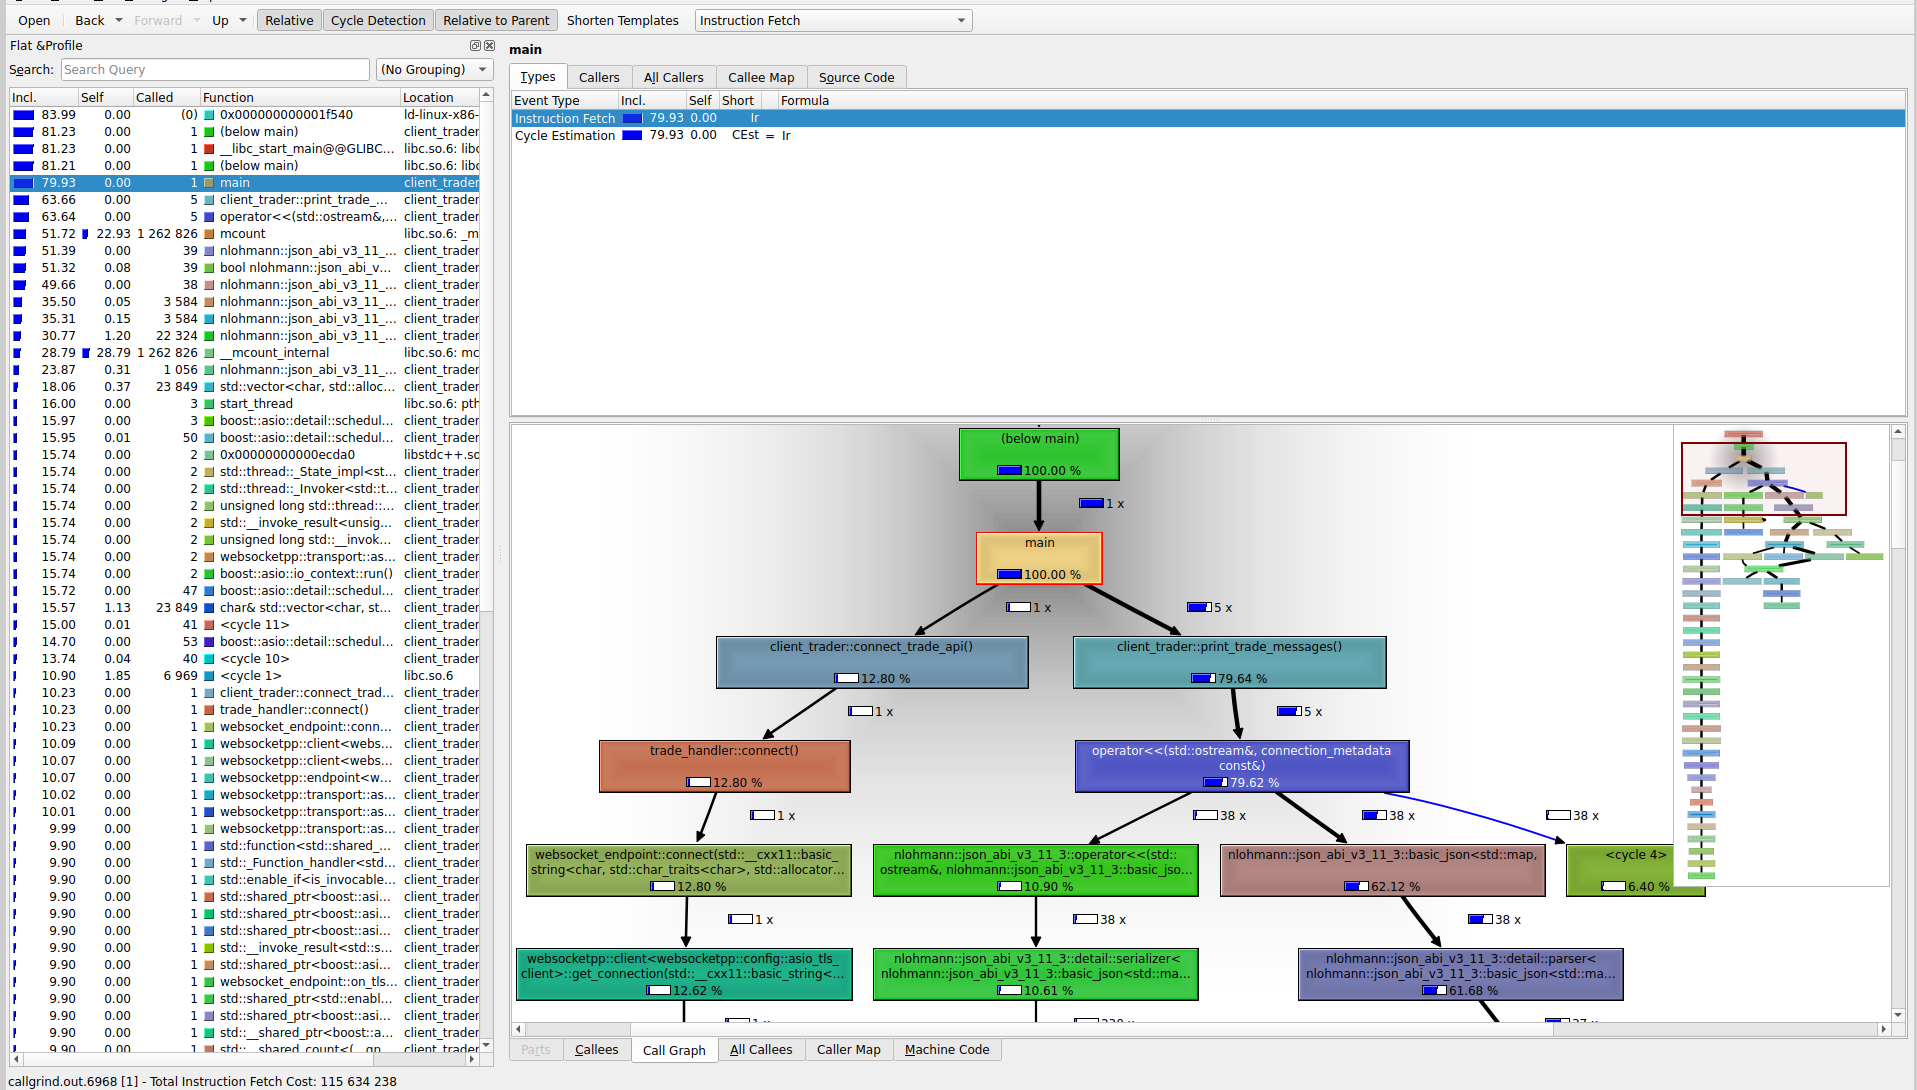 Open Back Forward Up Relative Cycle Detection Relative to Parent Shorten Templates Instruction Fetch
Flat &Profile
Search: Search Query (No Grouping)
Incl. Self Called Function Location
83.99 0.00 (0) 0x000000000001f540 ld-linux-x86-
81.23 0.00 1 (below main) client_trader
81.23 0.00 1 __libc_start_main@@GLIBC... libc.so.6: libc
81.21 0.00 1 (below main) libc.so.6: libc
79.93 0.00 1 main client_trader
63.66 0.00 5 client_trader::print_trade_... client_trader
63.64 0.00 5 operator<<(std::ostream&,... client_trader
51.72 22.93 1 262 826 mcount libc.so.6: _m
51.39 0.00 39 nlohmann::json_abi_v3_11_... client_trader
51.32 0.08 39 bool nlohmann::json_abi_v... client_trader
49.66 0.00 38 nlohmann::json_abi_v3_11_... client_trader
35.50 0.05 3 584 nlohmann::json_abi_v3_11_... client_trader
35.31 0.15 3 584 nlohmann::json_abi_v3_11_... client_trader
30.77 1.20 22 324 nlohmann::json_abi_v3_11_... client_trader
28.79 28.79 1 262 826 __mcount_internal libc.so.6: mc
23.87 0.31 1 056 nlohmann::json_abi_v3_11_... client_trader
18.06 0.37 23 849 std::vector<char, std::alloc... client_trader
16.00 0.00 3 start_thread libc.so.6: pth
15.97 0.00 3 boost::asio::detail::schedul... client_trader
15.95 0.01 50 boost::asio::detail::schedul... client_trader
15.74 0.00 2 0x00000000000ecda0 libstdc++.so
15.74 0.00 2 std::thread::_State_impl<st... client_trader
15.74 0.00 2 std::thread::_Invoker<std::t... client_trader
15.74 0.00 2 unsigned long std::thread::... client_trader
15.74 0.00 2 std::__invoke_result<unsig... client_trader
15.74 0.00 2 unsigned long std::__invok... client_trader
15.74 0.00 2 websocketpp::transport::as... client_trader
15.74 0.00 2 boost::asio::io_context::run() client_trader
15.72 0.00 47 boost::asio::detail::schedul... client_trader
15.57 1.13 23 849 char& std::vector<char, st... client_trader
15.00 0.01 41 <cycle 11> client_trader
14.70 0.00 53 boost::asio::detail::schedul... client_trader
13.74 0.04 40 <cycle 10> client_trader
10.90 1.85 6 969 <cycle 1> libc.so.6
10.23 0.00 1 client_trader::connect_trad... client_trader
10.23 0.00 1 trade_handler::connect() client_trader
10.23 0.00 1 websocket_endpoint::conn... client_trader
10.09 0.00 1 websocketpp::client<webs... client_trader
10.07 0.00 1 websocketpp::client<webs... client_trader
10.07 0.00 1 websocketpp::endpoint<w... client_trader
10.02 0.00 1 websocketpp::transport::as... client_trader
10.01 0.00 1 websocketpp::transport::as... client_trader
9.99 0.00 1 websocketpp::transport::as... client_trader
9.90 0.00 1 std::function<std::shared_... client_trader
9.90 0.00 1 std::_Function_handler<std... client_trader
9.90 0.00 1 std::enable_if<is_invocable... client_trader
9.90 0.00 1 std::shared_ptr<boost::asi... client_trader
9.90 0.00 1 std::shared_ptr<boost::asi... client_trader
9.90 0.00 1 std::shared_ptr<boost::asi... client_trader
9.90 0.00 1 std::__invoke_result<std::s... client_trader
9.90 0.00 1 std::shared_ptr<boost::asi... client_trader
9.90 0.00 1 websocket_endpoint::on_tls... client_trader
9.90 0.00 1 std::shared_ptr<std::enabl... client_trader
9.90 0.00 1 std::shared_ptr<boost::asi... client_trader
9.90 0.00 1 std::__shared_ptr<boost::a... client_trader
9.90 0.00 1 std::__shared_count<(__gn... client_trader
main
Types Callers All Callers Callee Map Source Code
Event Type Incl. Self Short Formula
Instruction Fetch 79.93 0.00 Ir
Cycle Estimation 79.93 0.00 CEst = Ir
(below main)
100.00 %
1 x
main
100.00 %
1 x 5 x
client_trader::connect_trade_api()
12.80 %
client_trader::print_trade_messages()
79.64 %
1 x 5 x
trade_handler::connect()
12.80 %
operator<<(std::ostream&, connection_metadata
const&)
79.62 %
1 x 38 x 38 x 38 x
websocket_endpoint::connect(std::__cxx11::basic_
string<char, std::char_traits<char>, std::allocator...
12.80 %
nlohmann::json_abi_v3_11_3::operator<<(std::
ostream&, nlohmann::json_abi_v3_11_3::basic_jso...
10.90 %
nlohmann::json_abi_v3_11_3::basic_json<std::map,
62.12 %
<cycle 4>
6.40 %
1 x 38 x 38 x
websocketpp::client<websocketpp::config::asio_tls_
client>::get_connection(std::__cxx11::basic_string<...
12.62 %
nlohmann::json_abi_v3_11_3::detail::serializer<
nlohmann::json_abi_v3_11_3::basic_json<std::ma...
10.61 %
nlohmann::json_abi_v3_11_3::detail::parser<
nlohmann::json_abi_v3_11_3::basic_json<std::ma...
61.68 %
Parts Callees Call Graph All Callees Caller Map Machine Code
callgrind.out.6968 [1] - Total Instruction Fetch Cost: 115 634 238